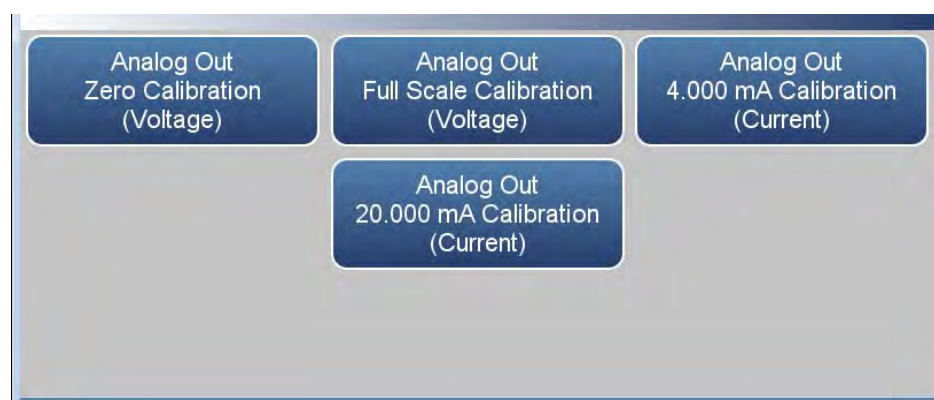 Analog Out
Zero Calibration
(Voltage)
Analog Out
Full Scale Calibration
(Voltage)
Analog Out
4.000 mA Calibration
(Current)
Analog Out
20.000 mA Calibration
(Current)